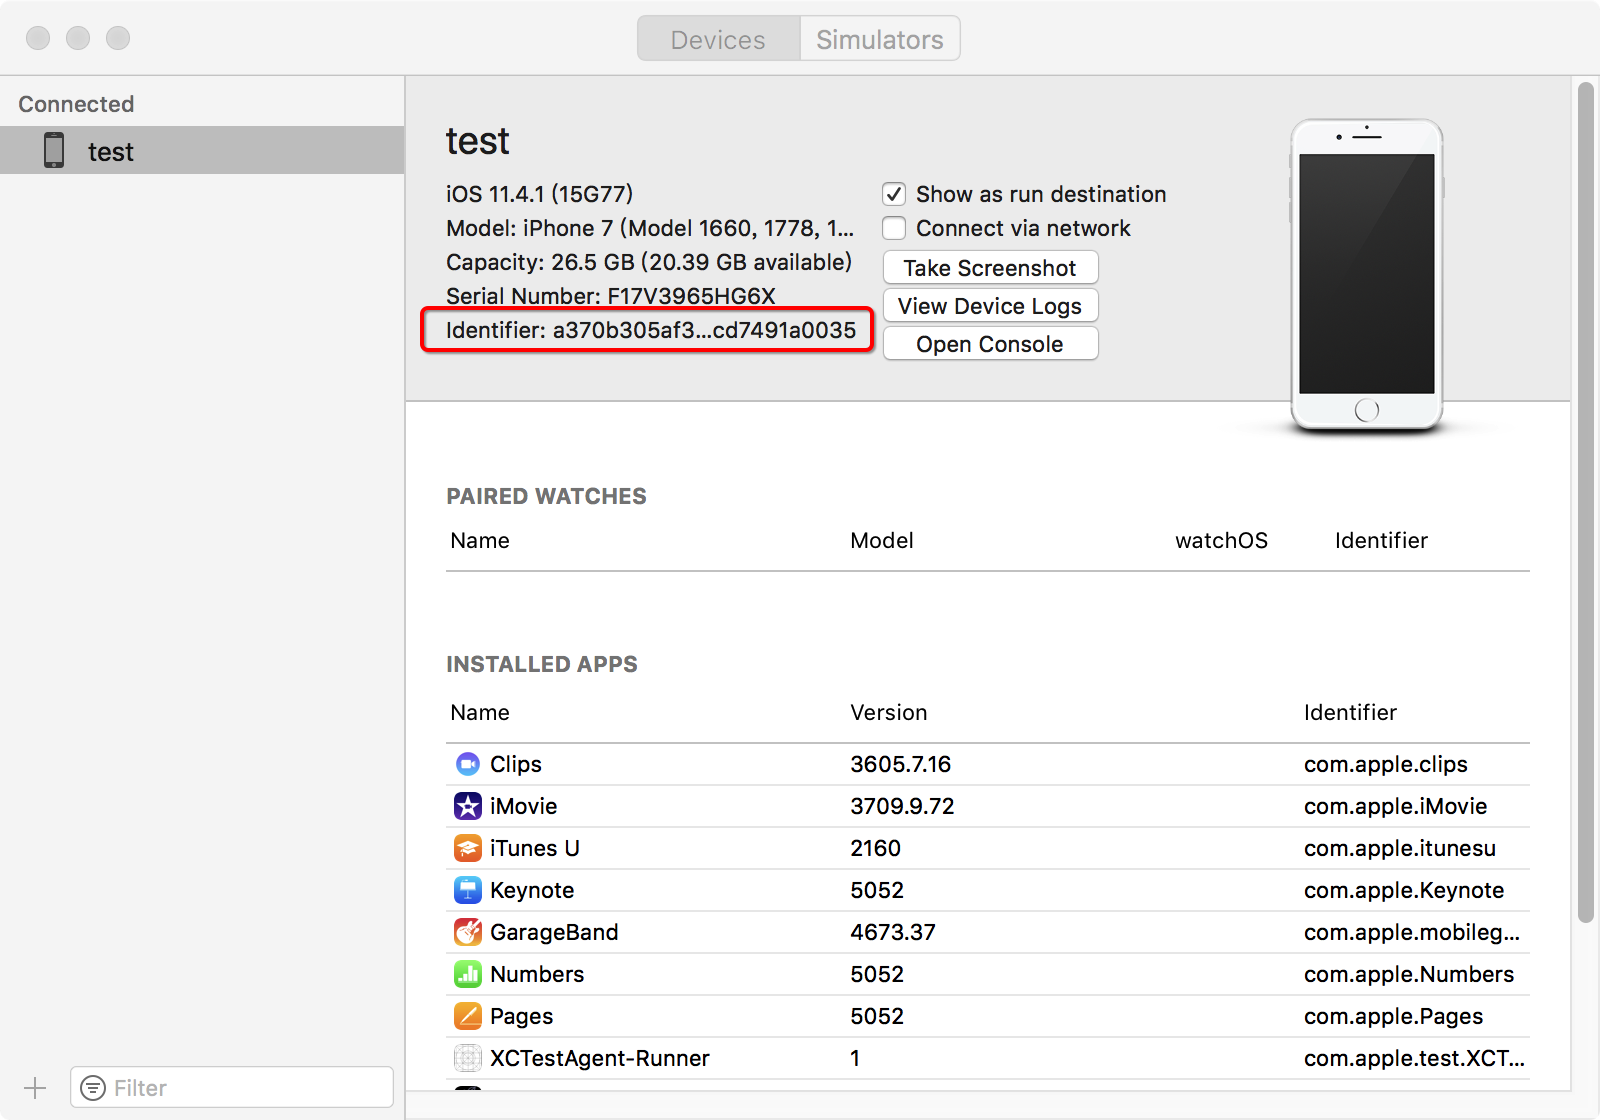 Devices Simulators
Connected
test
test
iOS 11.4.1 (15G77)
Model: iPhone 7 (Model 1660, 1778, 1...
Capacity: 26.5 GB (20.39 GB available)
Serial Number: F17V3965HG6X
Identifier: a370b305af3...cd7491a0035
Show as run destination
Connect via network
Take Screenshot
View Device Logs
Open Console
PAIRED WATCHES
Name Model watchOS Identifier
INSTALLED APPS
Name Version Identifier
Clips 3605.7.16 com.apple.clips
iMovie 3709.9.72 com.apple.iMovie
iTunes U 2160 com.apple.itunesu
Keynote 5052 com.apple.Keynote
GarageBand 4673.37 com.apple.mobileg...
Numbers 5052 com.apple.Numbers
Pages 5052 com.apple.Pages
XCTestAgent-Runner 1 com.apple.test.XCT...
Filter